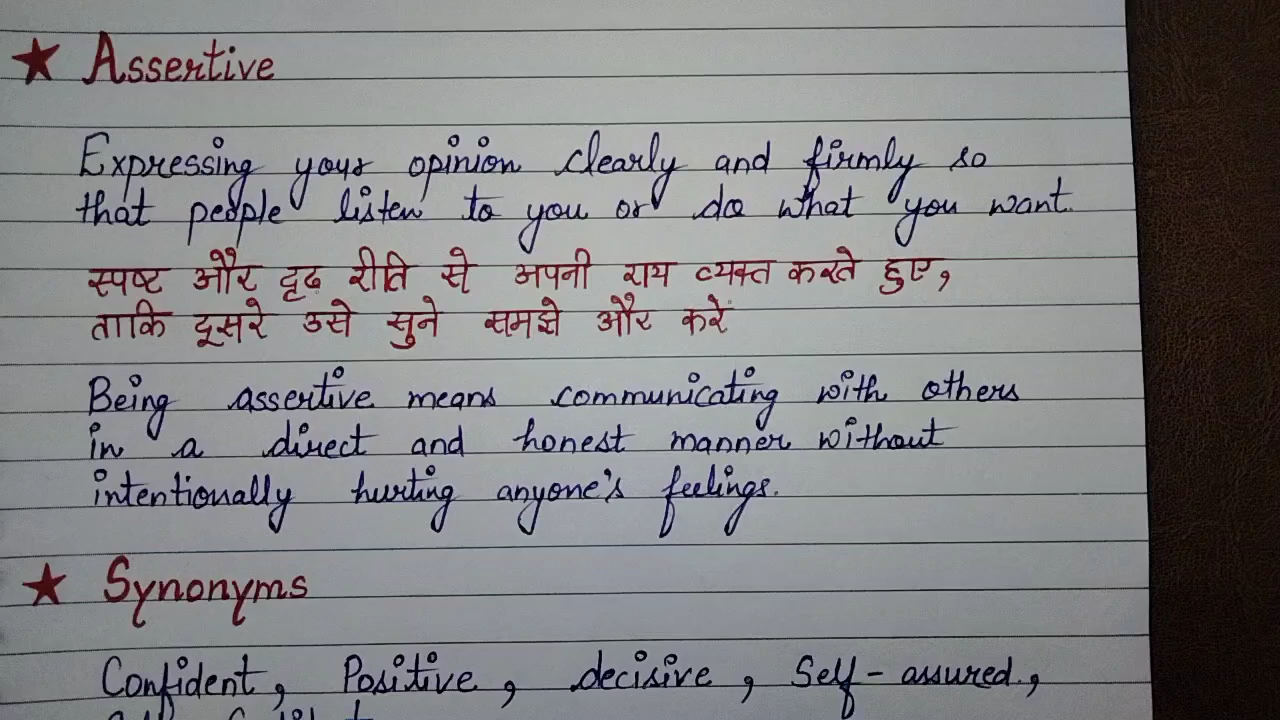 ★ Assertive
Expressing your opinion clearly and firmly so
that people listen to you or do what you want.
स्पष्ट और दृढ़ रीति से अपनी राय व्यक्त करते हुए,
ताकि दूसरे उसे सुने समझे और करें
Being assertive means communicating with others
in a direct and honest manner without
intentionally hurting anyone's feelings.
★ Synonyms
Confident, Positive, decisive, Self-assured,